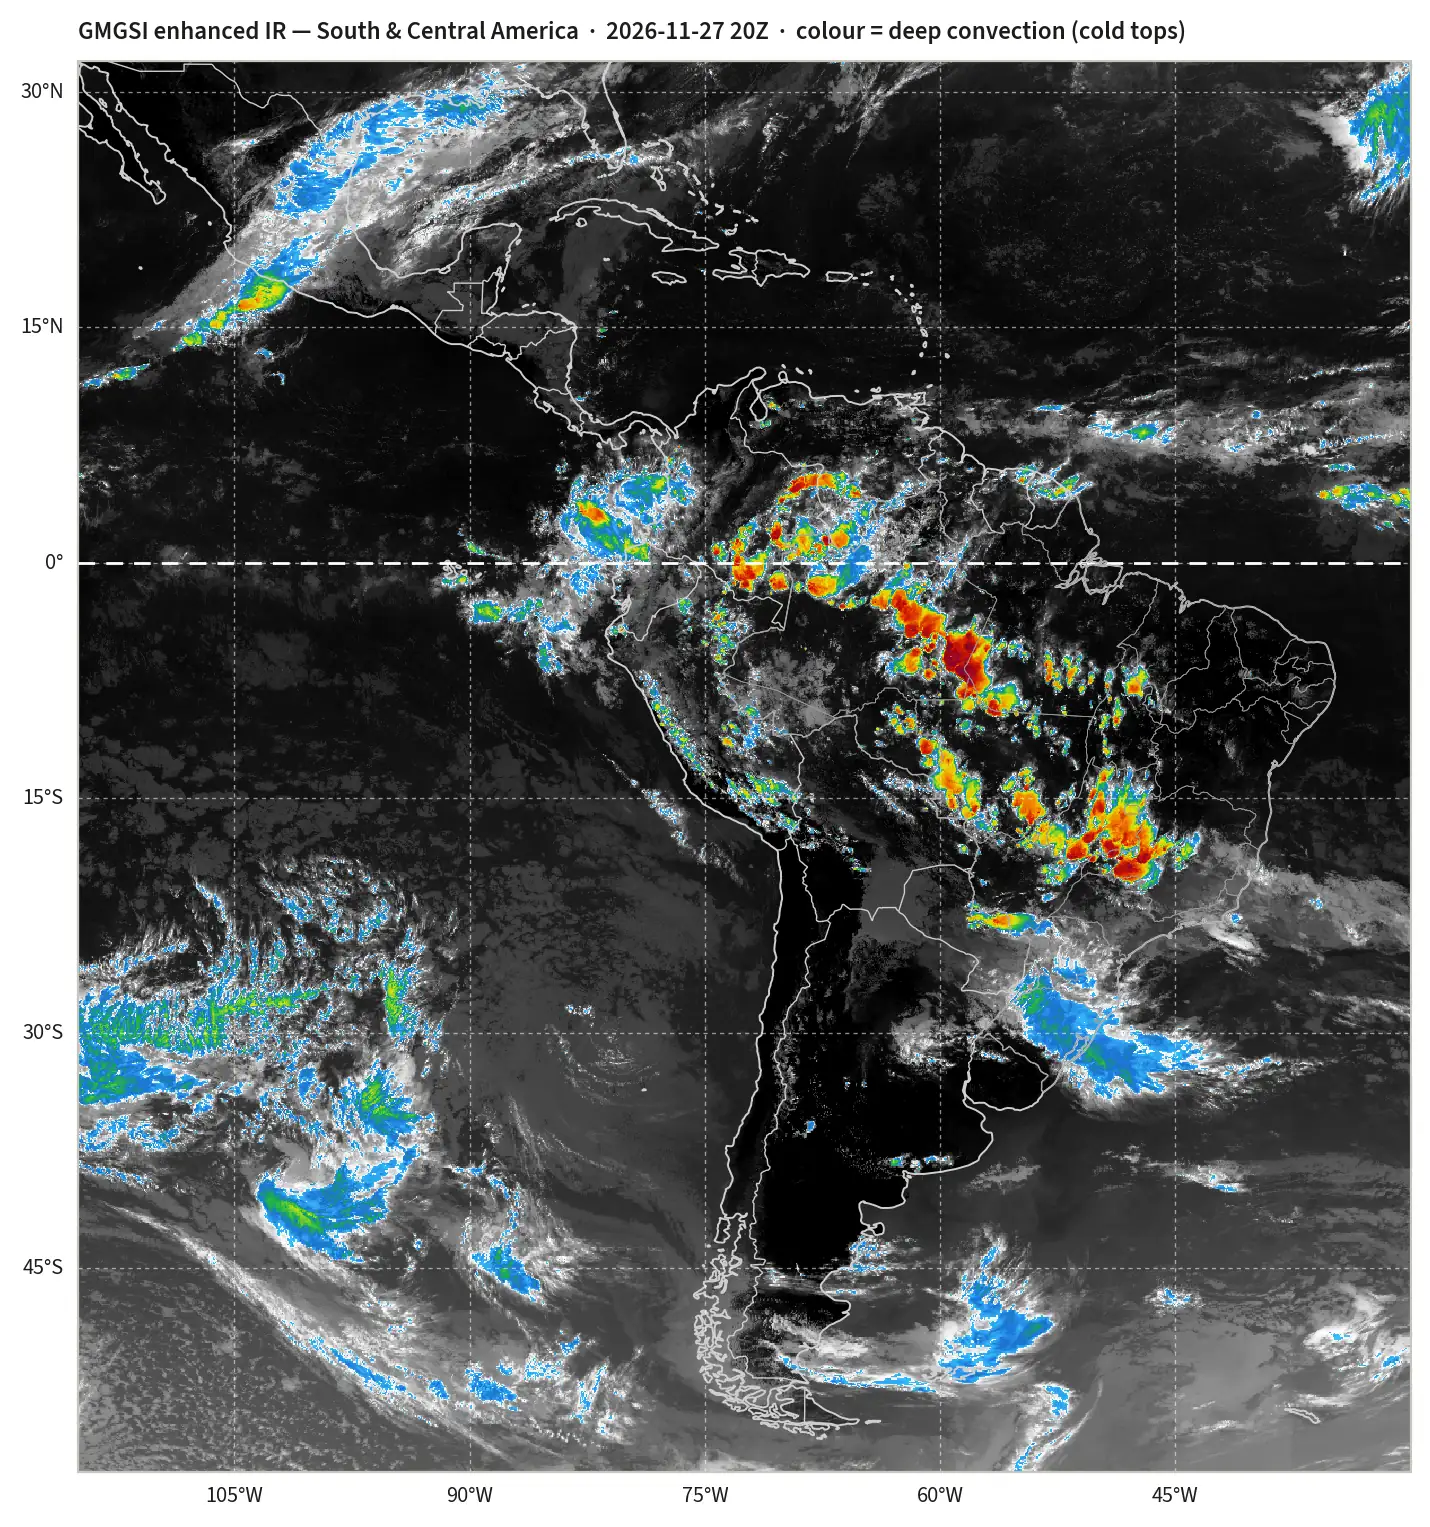 GMGSI enhanced IR — South & Central America · 2026-11-27 20Z · colour = deep convection (cold tops)
30°N
15°N
0°
15°S
30°S
45°S
105°W
90°W
75°W
60°W
45°W